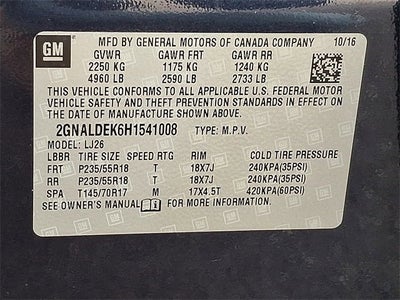 GM
MFD BY GENERAL MOTORS OF CANADA COMPANY 10/16
GVWR GAWR FRT GAWR RR
2250 KG 1175 KG 1240 KG
4960 LB 2590 LB 2733 LB
THIS VEHICLE CONFORMS TO ALL APPLICABLE U.S. FEDERAL MOTOR
VEHICLE SAFETY AND THEFT PREVENTION STANDARDS IN EFFECT ON
THE DATE OF MANUFACTURE SHOWN ABOVE.
2GNALDEK6H1541008 TYPE: M.P.V.
MODEL: LJ26
LBBR TIRE SIZE SPEED RTG RIM COLD TIRE PRESSURE
FRT P235/55R18 T 18X7J 240KPA(35PSI)
RR P235/55R18 T 18X7J 240KPA(35PSI)
SPA T145/70R17 M 17X4.5T 420KPA(60PSI)
SEE OWNER'S MANUAL FOR MORE INFORMATION.